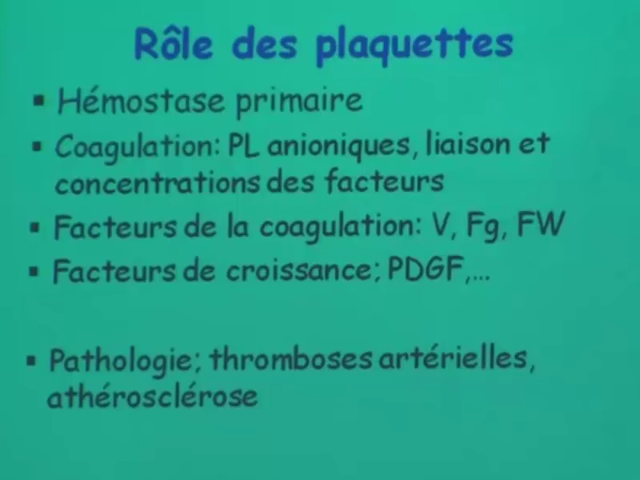 Rôle des plaquettes
▪ Hémostase primaire
▪ Coagulation: PL anioniques, liaison et
concentrations des facteurs
▪ Facteurs de la coagulation: V, Fg, FW
▪ Facteurs de croissance; PDGF,...
▪ Pathologie; thromboses artérielles,
athérosclérose